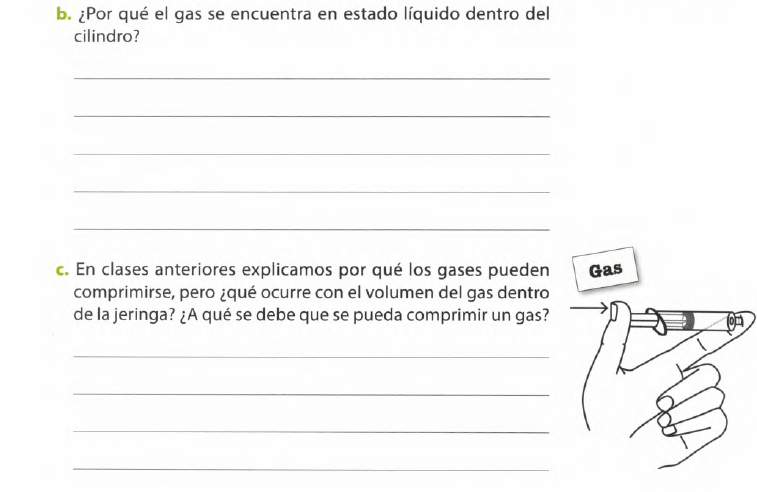 b. ¿Por qué el gas se encuentra en estado líquido dentro del
cilindro?
c. En clases anteriores explicamos por qué los gases pueden
comprimirse, pero ¿qué ocurre con el volumen del gas dentro
de la jeringa? ¿A qué se debe que se pueda comprimir un gas?
Gas